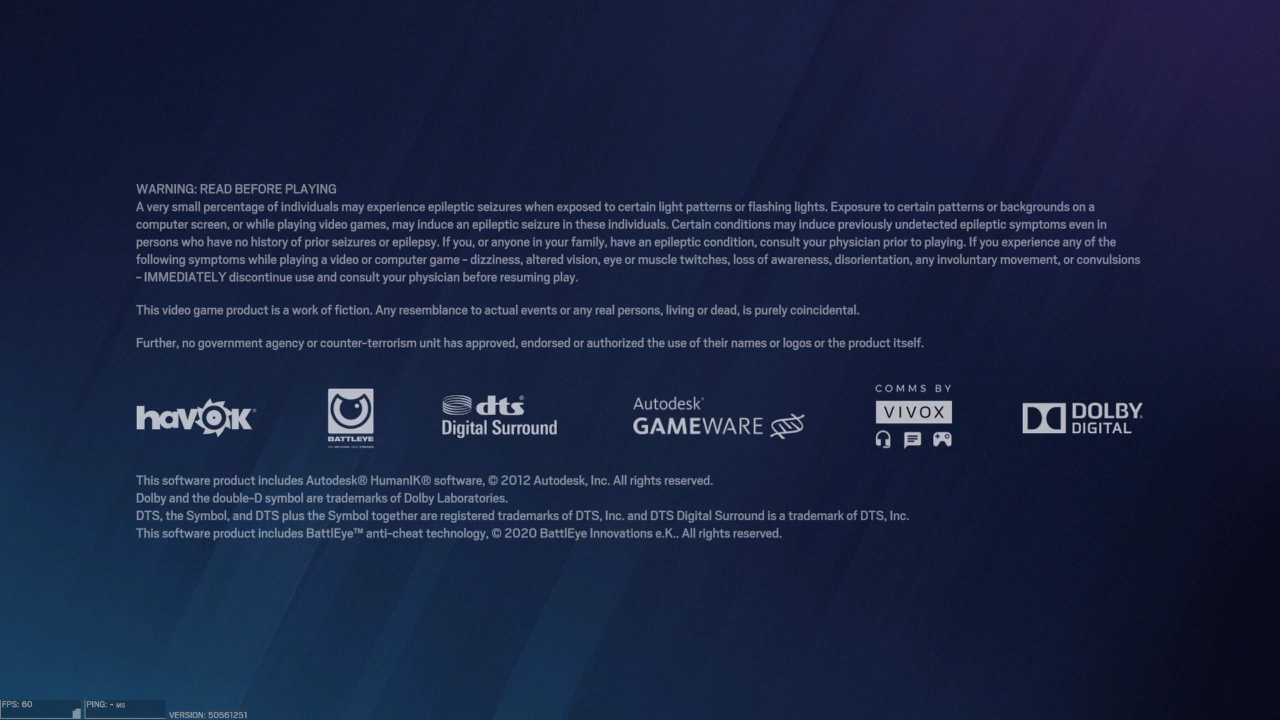 WARNING: READ BEFORE PLAYING
A very small percentage of individuals may experience epileptic seizures when exposed to certain light patterns or flashing lights. Exposure to certain patterns or backgrounds on a
computer screen, or while playing video games, may induce an epileptic seizure in these individuals. Certain conditions may induce previously undetected epileptic symptoms even in
persons who have no history of prior seizures or epilepsy. If you, or anyone in your family, have an epileptic condition, consult your physician prior to playing. If you experience any of the
following symptoms while playing a video or computer game - dizziness, altered vision, eye or muscle twitches, loss of awareness, disorientation, any involuntary movement, or convulsions
- IMMEDIATELY discontinue use and consult your physician before resuming play.
This video game product is a work of fiction. Any resemblance to actual events or any real persons, living or dead, is purely coincidental.
Further, no government agency or counter-terrorism unit has approved, endorsed or authorized the use of their names or logos or the product itself.
havok®
BATTLEYE
dts®
Digital Surround
Autodesk®
GAMEWARE
COMMS BY
VIVOX
DOLBY®
DIGITAL
This software product includes Autodesk® HumanIK® software, © 2012 Autodesk, Inc. All rights reserved.
Dolby and the double-D symbol are trademarks of Dolby Laboratories.
DTS, the Symbol, and DTS plus the Symbol together are registered trademarks of DTS, Inc. and DTS Digital Surround is a trademark of DTS, Inc.
This software product includes BattlEye™ anti-cheat technology, © 2020 BattlEye Innovations e.K.. All rights reserved.
FPS: 60
PING: - MS
VERSION: 50561251